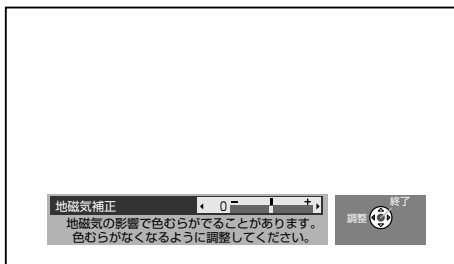 地磁気補正 0 − +
地磁気の影響で色むらがでることがあります。
色むらがなくなるように調整してください。
終了
調整